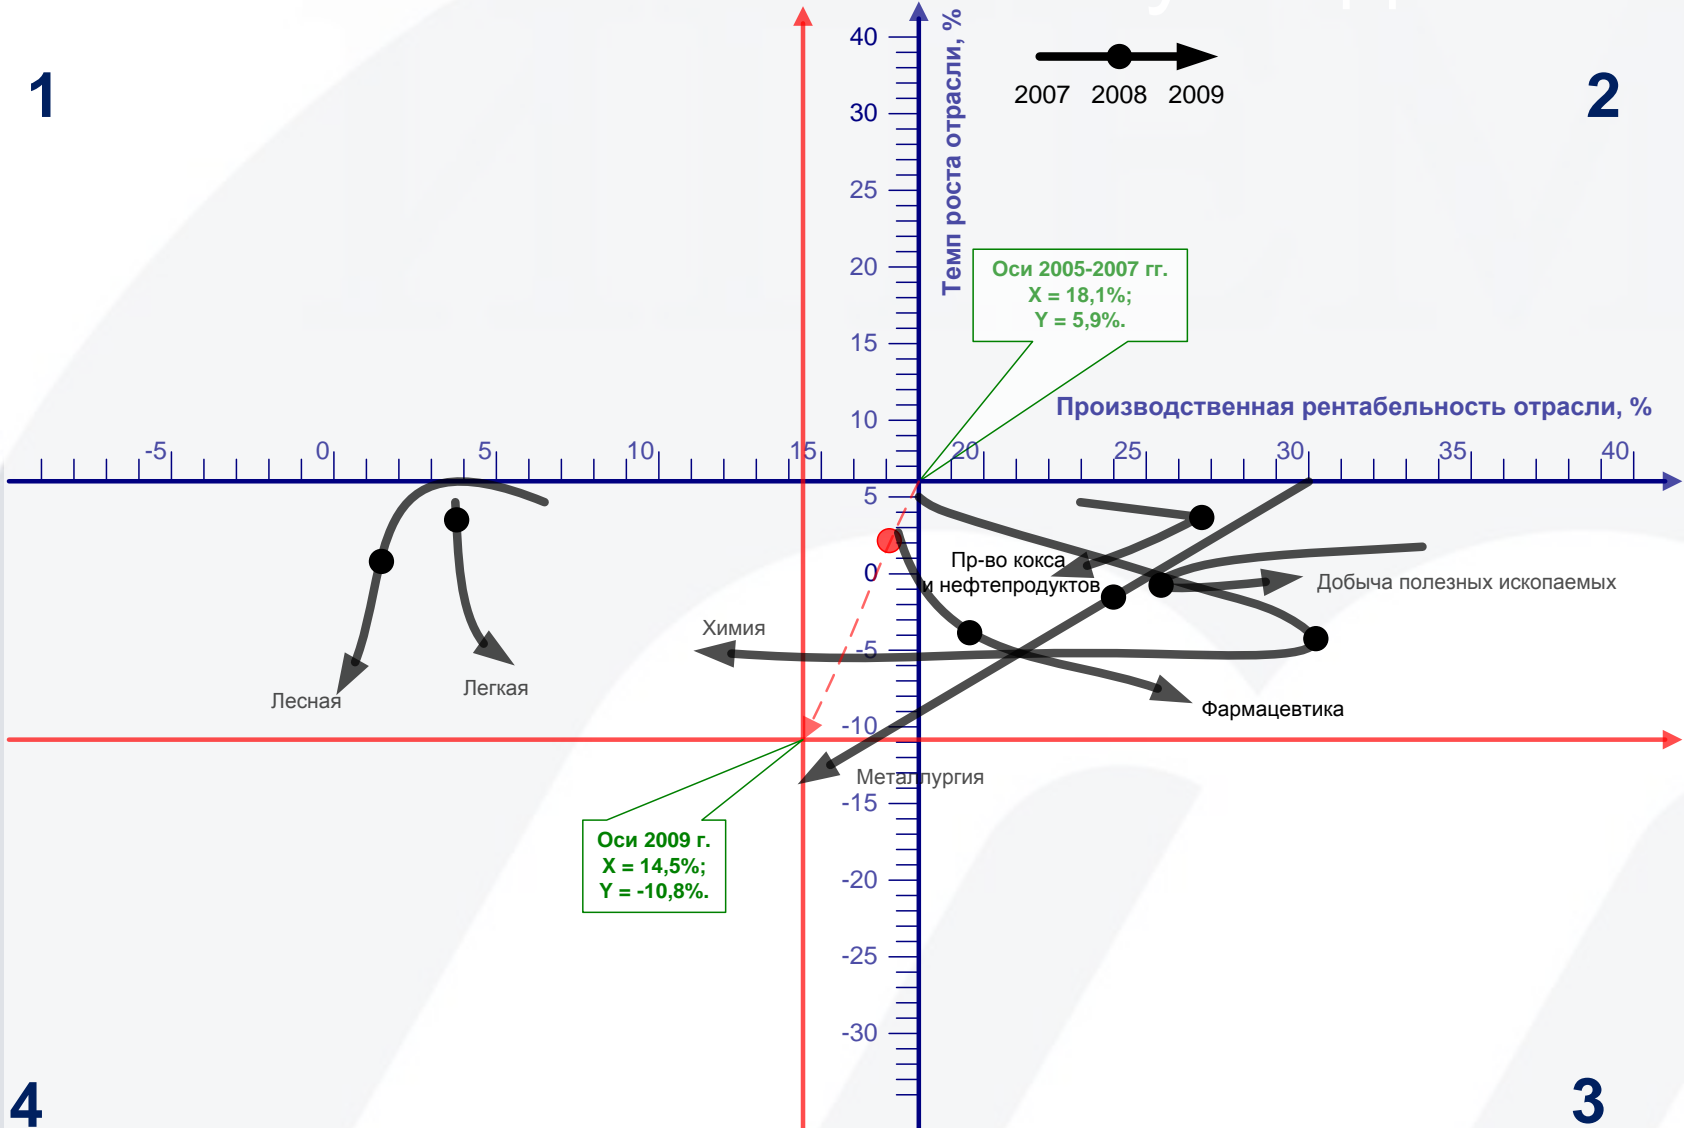 1
2
2007 2008 2009
Темп роста отрасли, %
40
30
25
20
15
10
5
0
-5
-10
-15
-20
-25
-30
Оси 2005-2007 гг.
X = 18,1%;
Y = 5,9%.
Производственная рентабельность отрасли, %
-5 0 5 10 15 20 25 30 35 40
Пр-во кокса
и нефтепродуктов
Добыча полезных ископаемых
Химия
Лесная
Легкая
Фармацевтика
Металлургия
Оси 2009 г.
X = 14,5%;
Y = -10,8%.
4
3